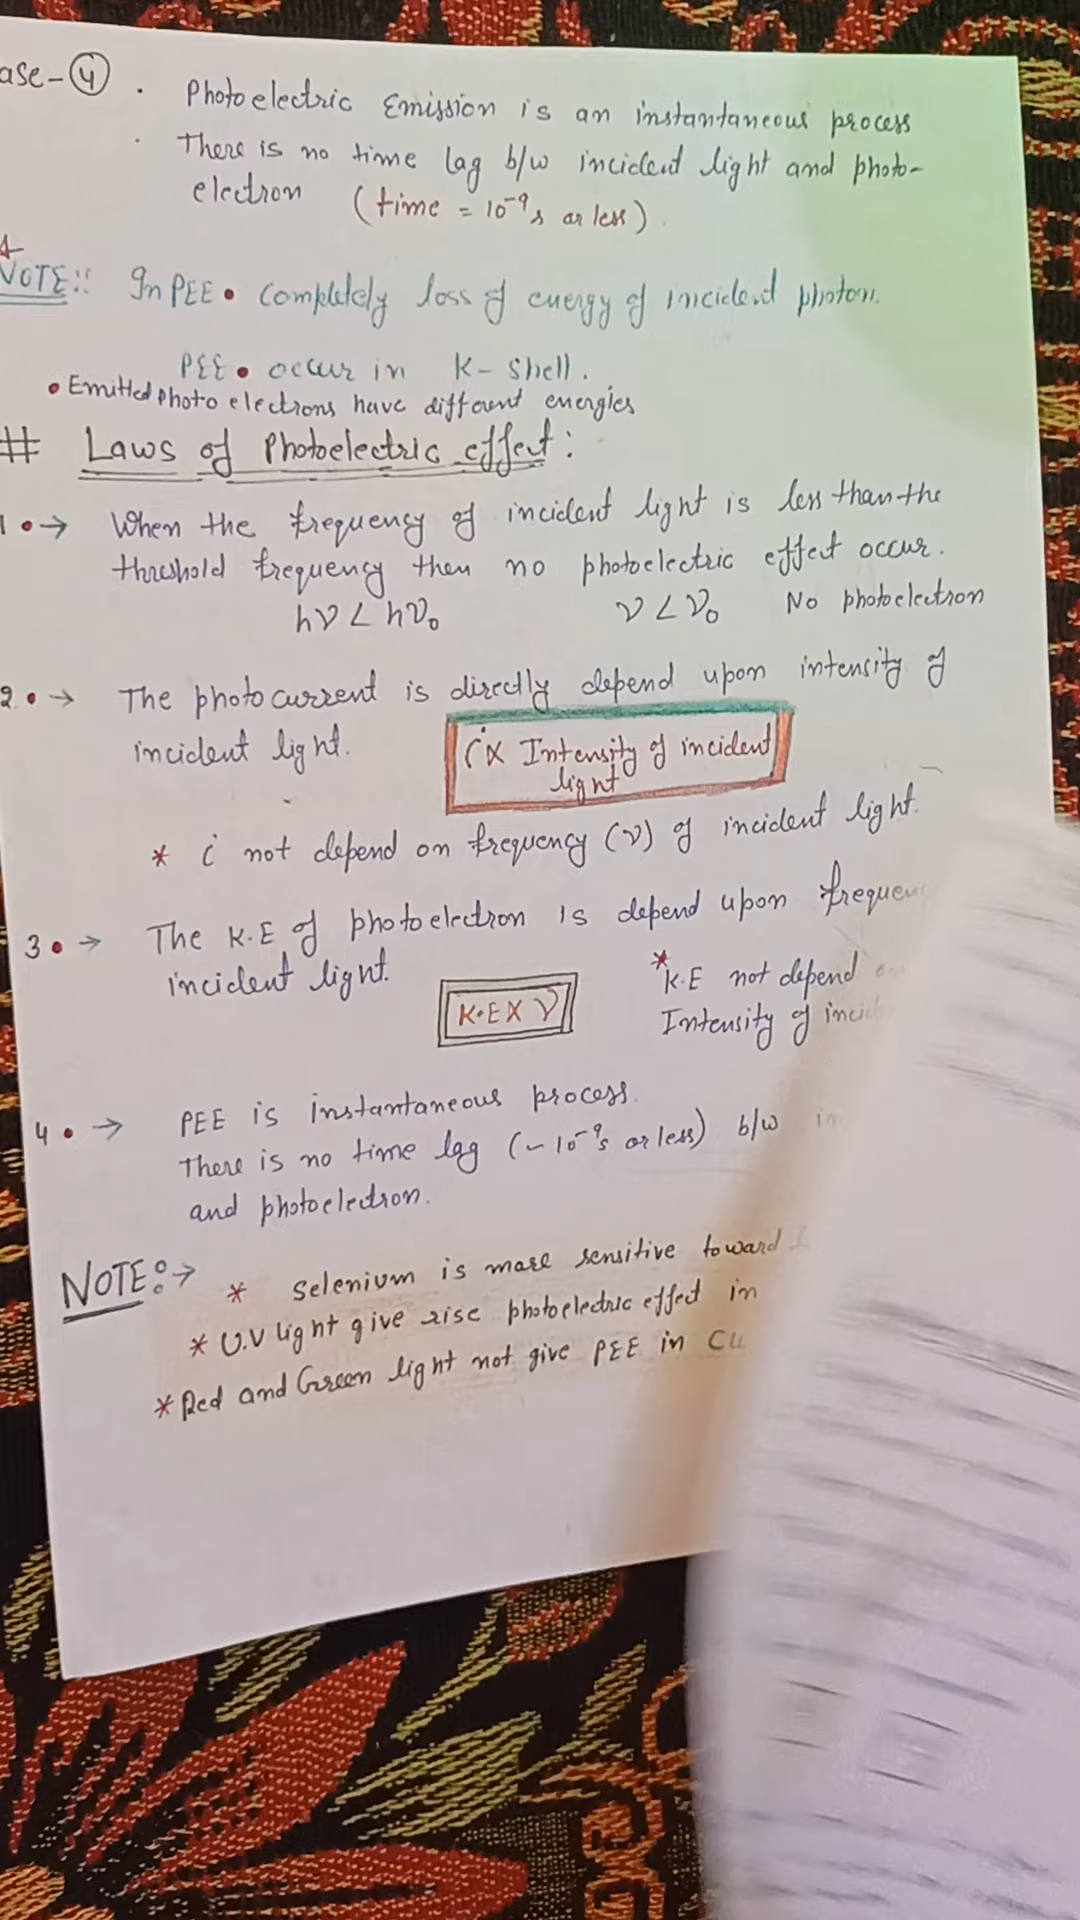 ase-④ . Photoelectric Emission is an instantaneous process
. There is no time lag b/w incident light and photo-
electron (time = 10⁻⁹s or less).
NOTE!! In PEE • Completely loss of energy of incident photon.
PEE • occur in K-shell.
• Emitted photo electrons have different energies
# Laws of Photoelectric effect:
1 •→ When the frequency of incident light is less than the
threshold frequency then no photoelectric effect occur.
hν < hν₀ ν < ν₀ No photoelectron
2. •→ The photocurrent is directly depend upon intensity of
incident light. i ∝ Intensity of incident
light
* i not depend on frequency (ν) of incident light.
3 •→ The K.E of photoelectron is depend upon frequen
incident light. K.E ∝ ν *K.E not depend
Intensity of incid
4 •→ PEE is instantaneous process.
There is no time lag (~10⁻⁹s or less) b/w in
and photoelectron.
NOTE:→ * Selenium is more sensitive toward
* U.V light give rise photoelectric effect in
* Red and Green light not give PEE in Cu